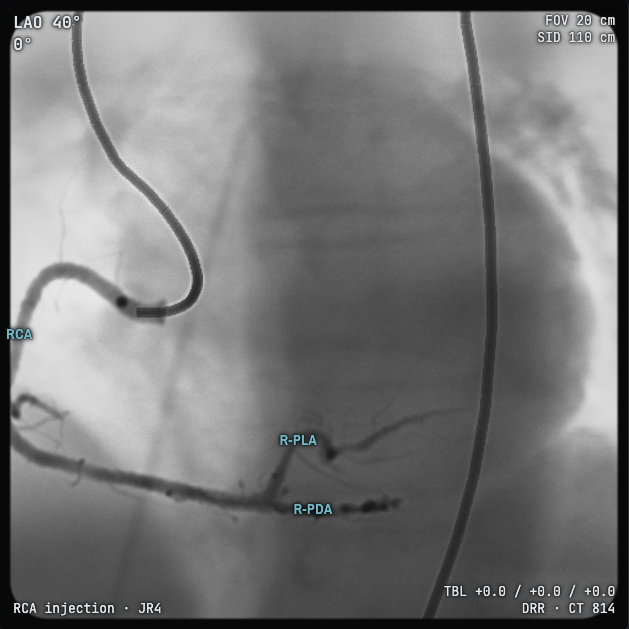 LAO 40°
0°
FOV 20 cm
SID 110 cm
RCA
R-PLA
R-PDA
TBL +0.0 / +0.0 / +0.0
RCA injection · JR4
DRR · CT 814